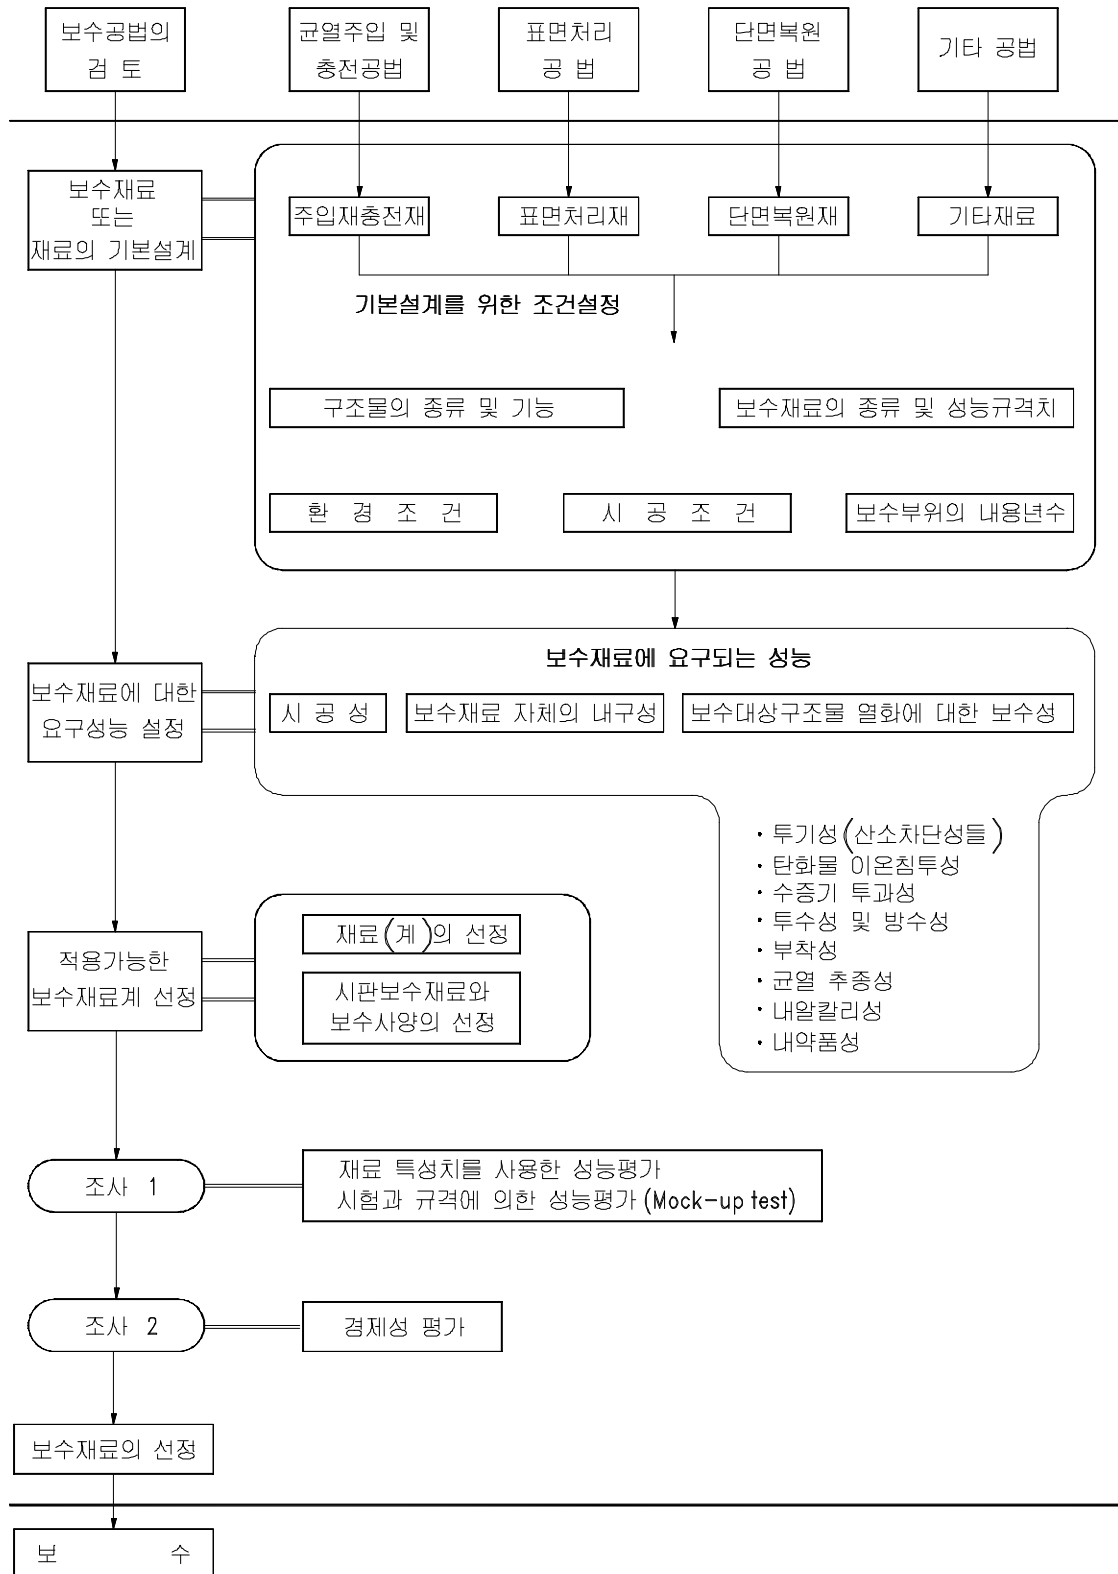 보수공법의
검 토
균열주입 및
충전공법
표면처리
공 법
단면복원
공 법
기타 공법
보수재료
또는
재료의 기본설계
주입재충전재
표면처리재
단면복원재
기타재료
기본설계를 위한 조건설정
구조물의 종류 및 기능
보수재료의 종류 및 성능규격치
환 경 조 건
시 공 조 건
보수부위의 내용년수
보수재료에 요구되는 성능
보수재료에 대한
요구성능 설정
시 공 성
보수재료 자체의 내구성
보수대상구조물 열화에 대한 보수성
· 투기성(산소차단성들)
· 탄화물 이온침투성
· 수증기 투과성
· 투수성 및 방수성
· 부착성
· 균열 추종성
· 내알칼리성
· 내약품성
적용가능한
보수재료계 선정
재료(계)의 선정
시판보수재료와
보수사양의 선정
조사 1
재료 특성치를 사용한 성능평가
시험과 규격에 의한 성능평가(Mock-up test)
조사 2
경제성 평가
보수재료의 선정
보 수